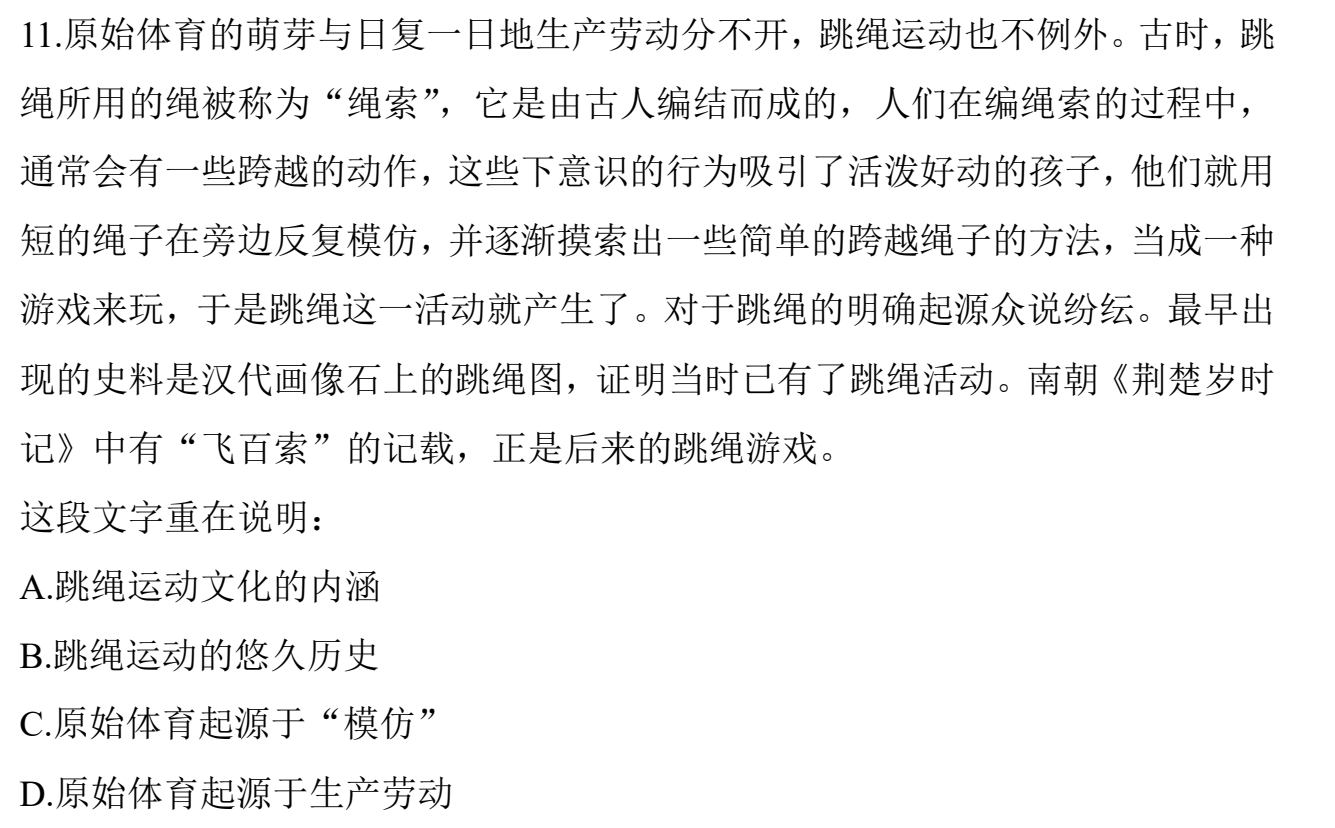 11.原始体育的萌芽与日复一日地生产劳动分不开，跳绳运动也不例外。古时，跳
绳所用的绳被称为“绳索”，它是由古人编结而成的，人们在编绳索的过程中，
通常会有一些跨越的动作，这些下意识的行为吸引了活泼好动的孩子，他们就用
短的绳子在旁边反复模仿，并逐渐摸索出一些简单的跨越绳子的方法，当成一种
游戏来玩，于是跳绳这一活动就产生了。对于跳绳的明确起源众说纷纭。最早出
现的史料是汉代画像石上的跳绳图，证明当时已有了跳绳活动。南朝《荆楚岁时
记》中有“飞百索”的记载，正是后来的跳绳游戏。
这段文字重在说明：
A.跳绳运动文化的内涵
B.跳绳运动的悠久历史
C.原始体育起源于“模仿”
D.原始体育起源于生产劳动